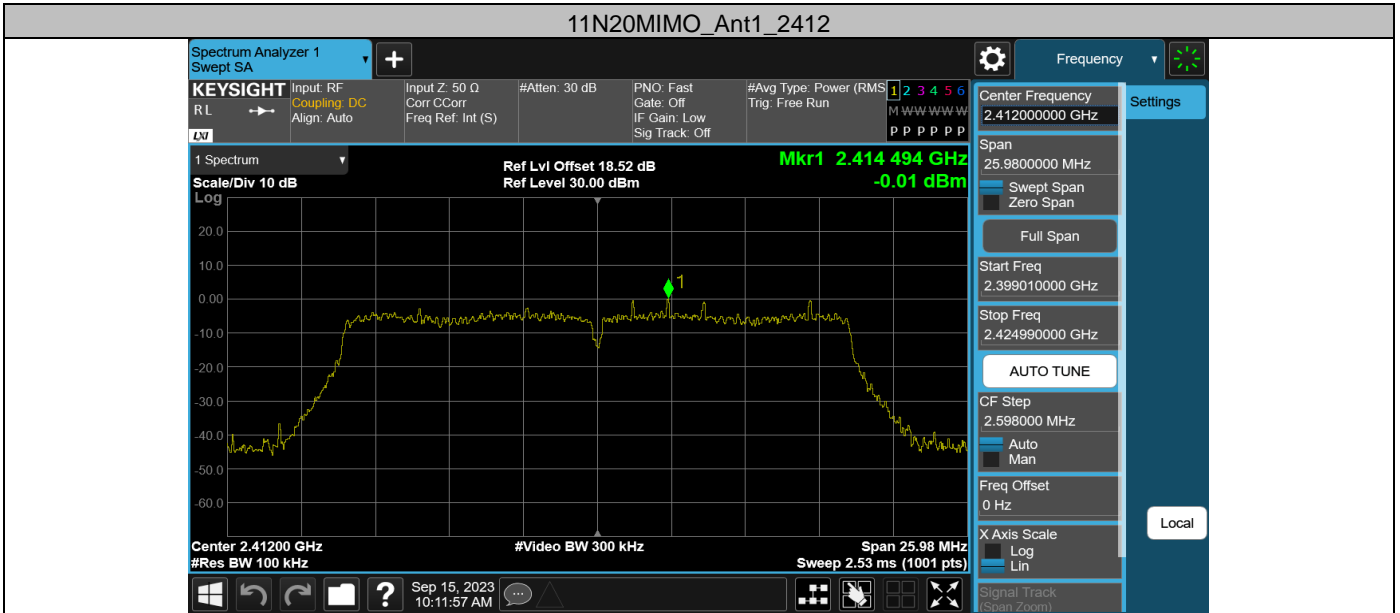 11N20MIMO_Ant1_2412
Spectrum Analyzer 1
Swept SA
Frequency
KEYSIGHT
RL
LXI
Input: RF
Coupling: DC
Align: Auto
Input Z: 50 Ω
Corr CCorr
Freq Ref: Int (S)
#Atten: 30 dB
PNO: Fast
Gate: Off
IF Gain: Low
Sig Track: Off
#Avg Type: Power (RMS
Trig: Free Run
1 2 3 4 5 6
M W W W W W
P P P P P P
1 Spectrum
Scale/Div 10 dB
Ref Lvl Offset 18.52 dB
Ref Level 30.00 dBm
Mkr1 2.414 494 GHz
-0.01 dBm
Log
20.0
10.0
0.00
-10.0
-20.0
-30.0
-40.0
-50.0
-60.0
1
Center 2.41200 GHz
#Res BW 100 kHz
#Video BW 300 kHz
Span 25.98 MHz
Sweep 2.53 ms (1001 pts)
Center Frequency
2.412000000 GHz
Span
25.9800000 MHz
Swept Span
Zero Span
Full Span
Start Freq
2.399010000 GHz
Stop Freq
2.424990000 GHz
AUTO TUNE
CF Step
2.598000 MHz
Auto
Man
Freq Offset
0 Hz
X Axis Scale
Log
Lin
Signal Track
(Span Zoom)
Settings
Local
?
Sep 15, 2023
10:11:57 AM